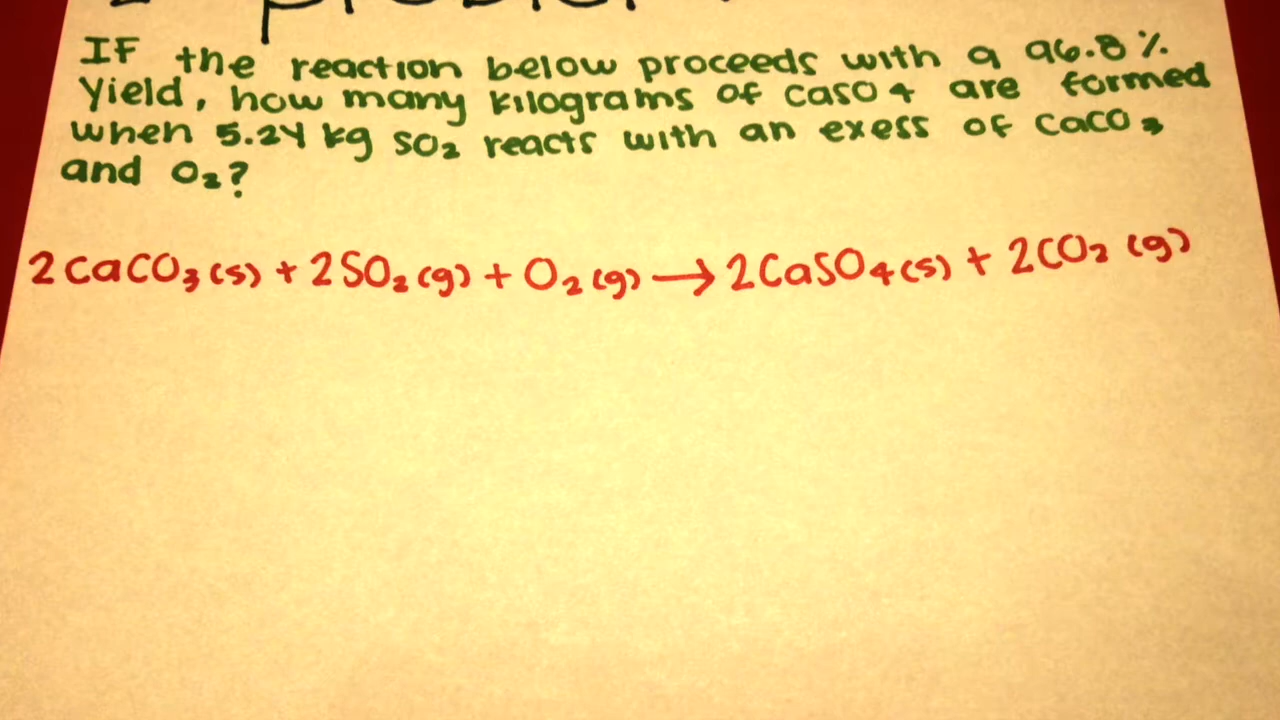 problem
IF the reaction below proceeds with a 96.8%
Yield, how many kilograms of CaSO4 are formed
when 5.24 kg SO₂ reacts with an exess of CaCO₃
and O₂?
2CaCO₃(s) + 2SO₂(g) + O₂(g) → 2CaSO₄(s) + 2CO₂ (g)